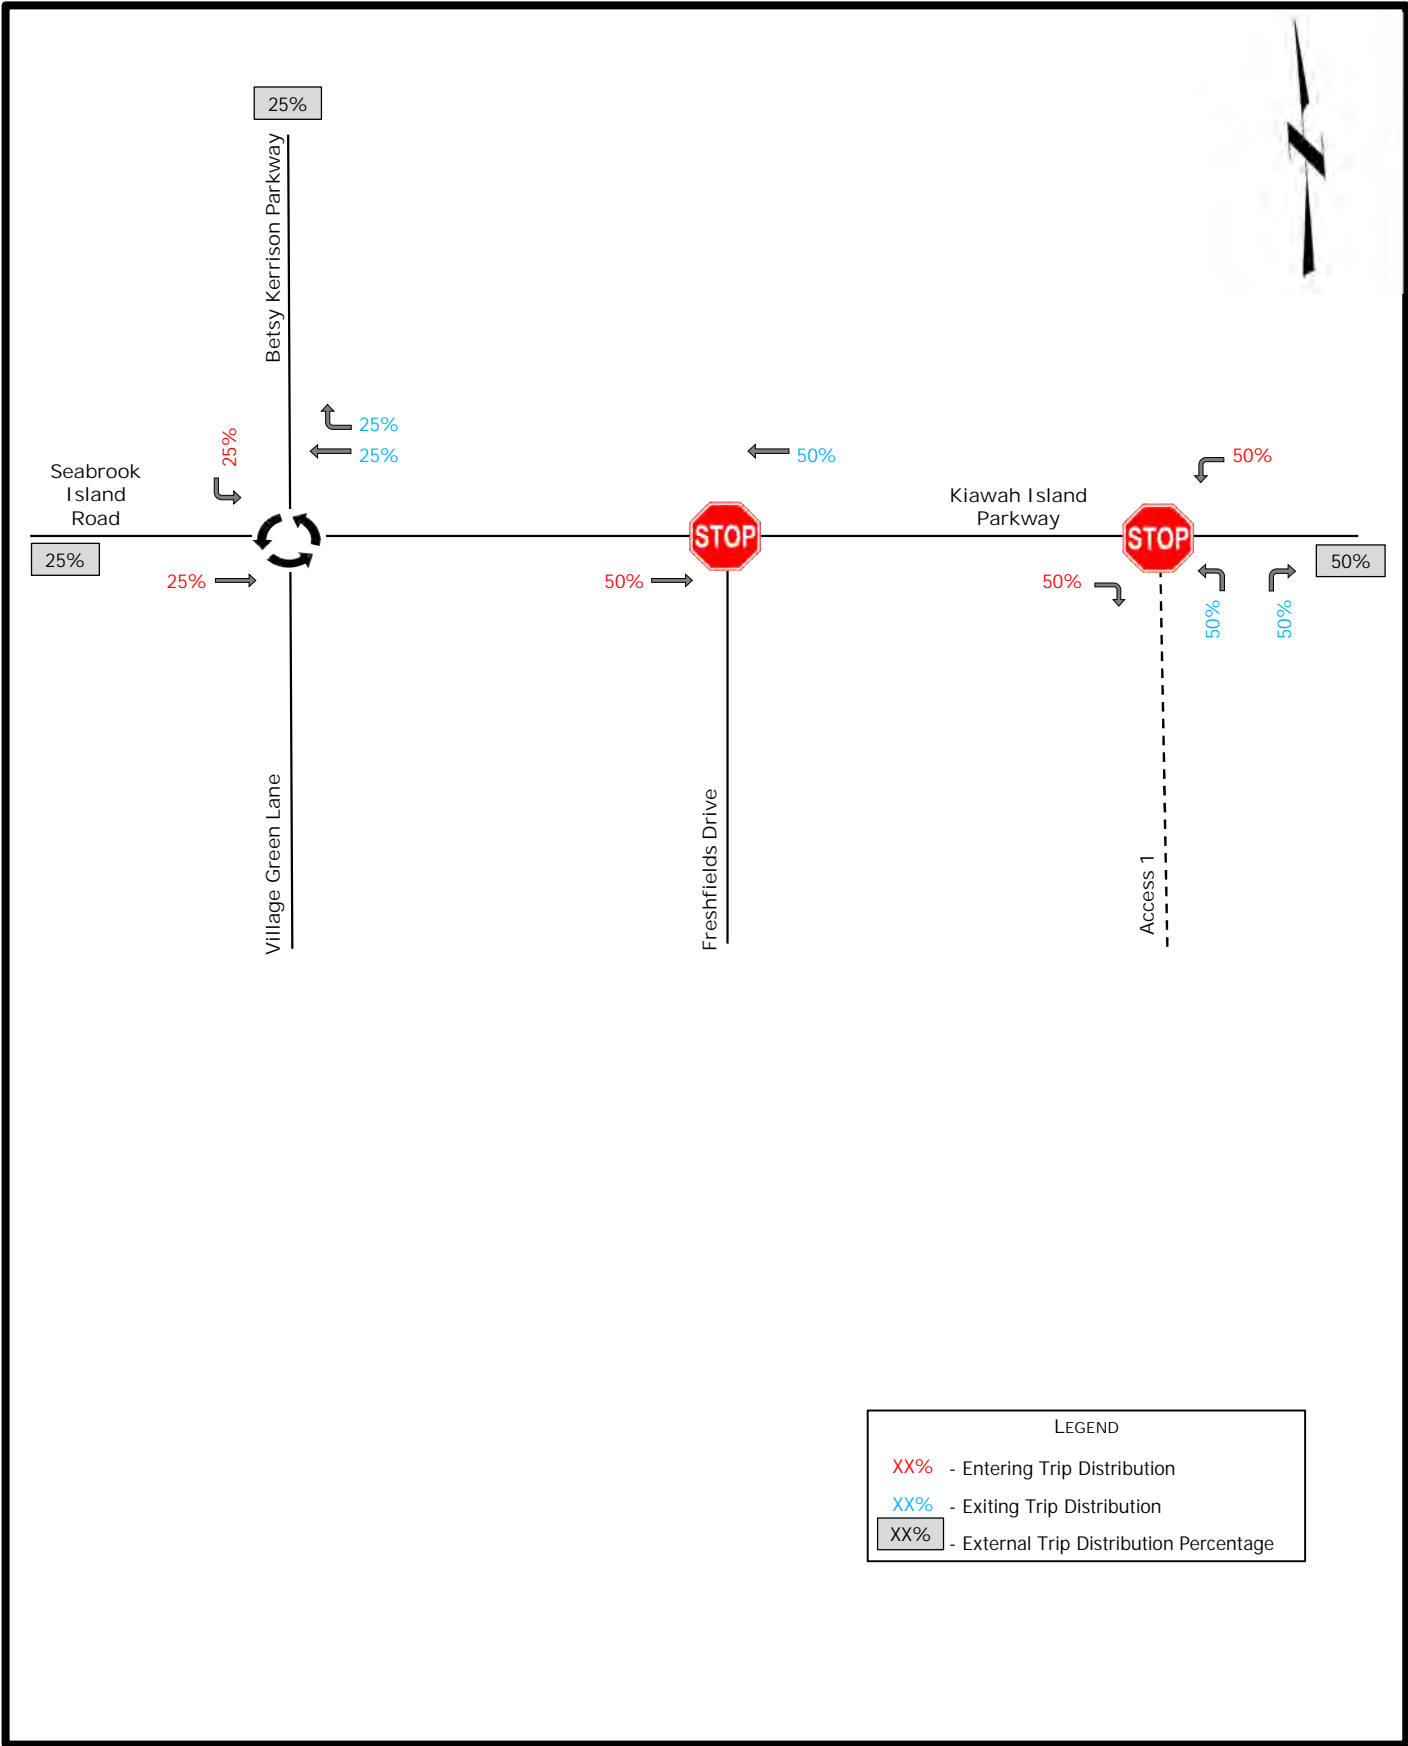 25%
Betsy Kerrison Parkway
25%
25%
25%
50%
50%
Seabrook
Island
Road
Kiawah Island
Parkway
STOP
STOP
25%
50%
25%
50%
50%
50%
50%
Village Green Lane
Freshfields Drive
Access 1
LEGEND
XX% - Entering Trip Distribution
XX% - Exiting Trip Distribution
XX% - External Trip Distribution Percentage